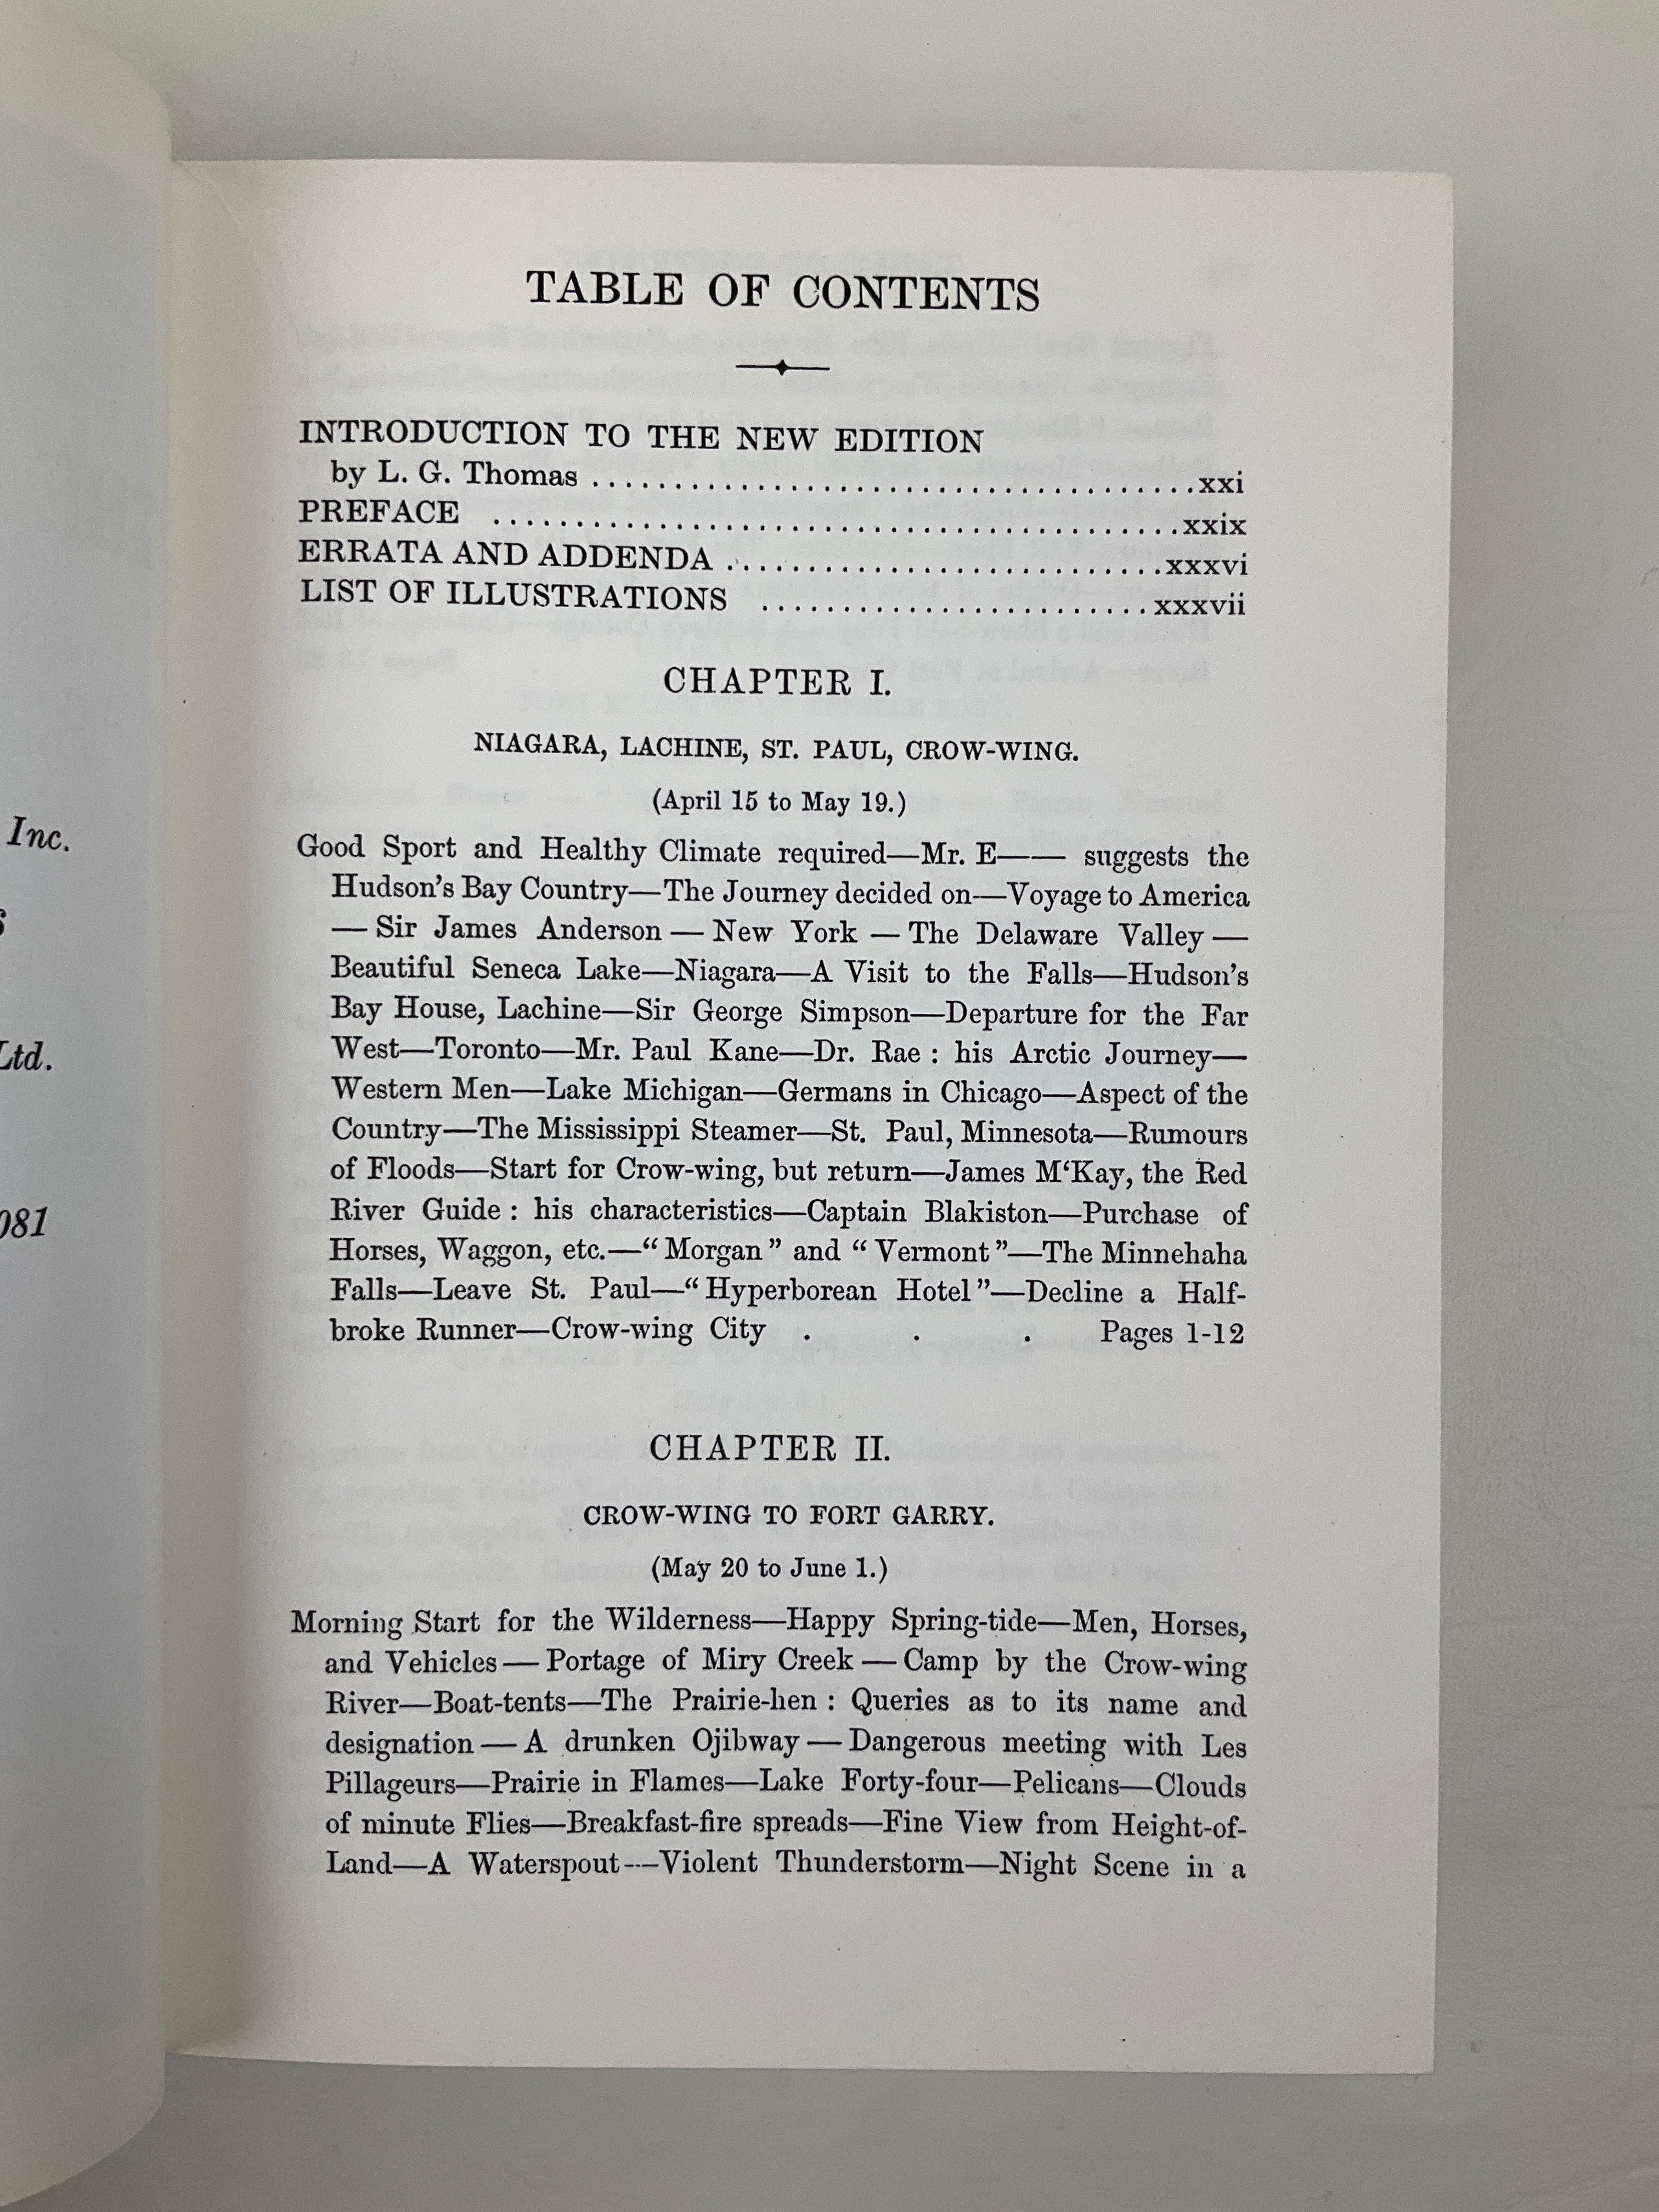 Inc.
Ltd.
TABLE OF CONTENTS
INTRODUCTION TO THE NEW EDITION
by L. G. Thomas .....................................xxi
PREFACE ..........................................xxix
ERRATA AND ADDENDA ...........................xxxvi
LIST OF ILLUSTRATIONS ........................xxxvii
CHAPTER I.
NIAGARA, LACHINE, ST. PAUL, CROW-WING.
(April 15 to May 19.)
Good Sport and Healthy Climate required—Mr. E—— suggests the
Hudson's Bay Country—The Journey decided on—Voyage to America
— Sir James Anderson — New York — The Delaware Valley —
Beautiful Seneca Lake—Niagara—A Visit to the Falls—Hudson's
Bay House, Lachine—Sir George Simpson—Departure for the Far
West—Toronto—Mr. Paul Kane—Dr. Rae : his Arctic Journey—
Western Men—Lake Michigan—Germans in Chicago—Aspect of the
Country—The Mississippi Steamer—St. Paul, Minnesota—Rumours
of Floods—Start for Crow-wing, but return—James M‘Kay, the Red
River Guide : his characteristics—Captain Blakiston—Purchase of
Horses, Waggon, etc.—“ Morgan ” and “ Vermont ”—The Minnehaha
Falls—Leave St. Paul—“ Hyperborean Hotel ”—Decline a Half-
broke Runner—Crow-wing City . . . Pages 1-12
CHAPTER II.
CROW-WING TO FORT GARRY.
(May 20 to June 1.)
Morning Start for the Wilderness—Happy Spring-tide—Men, Horses,
and Vehicles — Portage of Miry Creek — Camp by the Crow-wing
River—Boat-tents—The Prairie-hen : Queries as to its name and
designation — A drunken Ojibway — Dangerous meeting with Les
Pillageurs—Prairie in Flames—Lake Forty-four—Pelicans—Clouds
of minute Flies—Breakfast-fire spreads—Fine View from Height-of-
Land—A Waterspout—Violent Thunderstorm—Night Scene in a